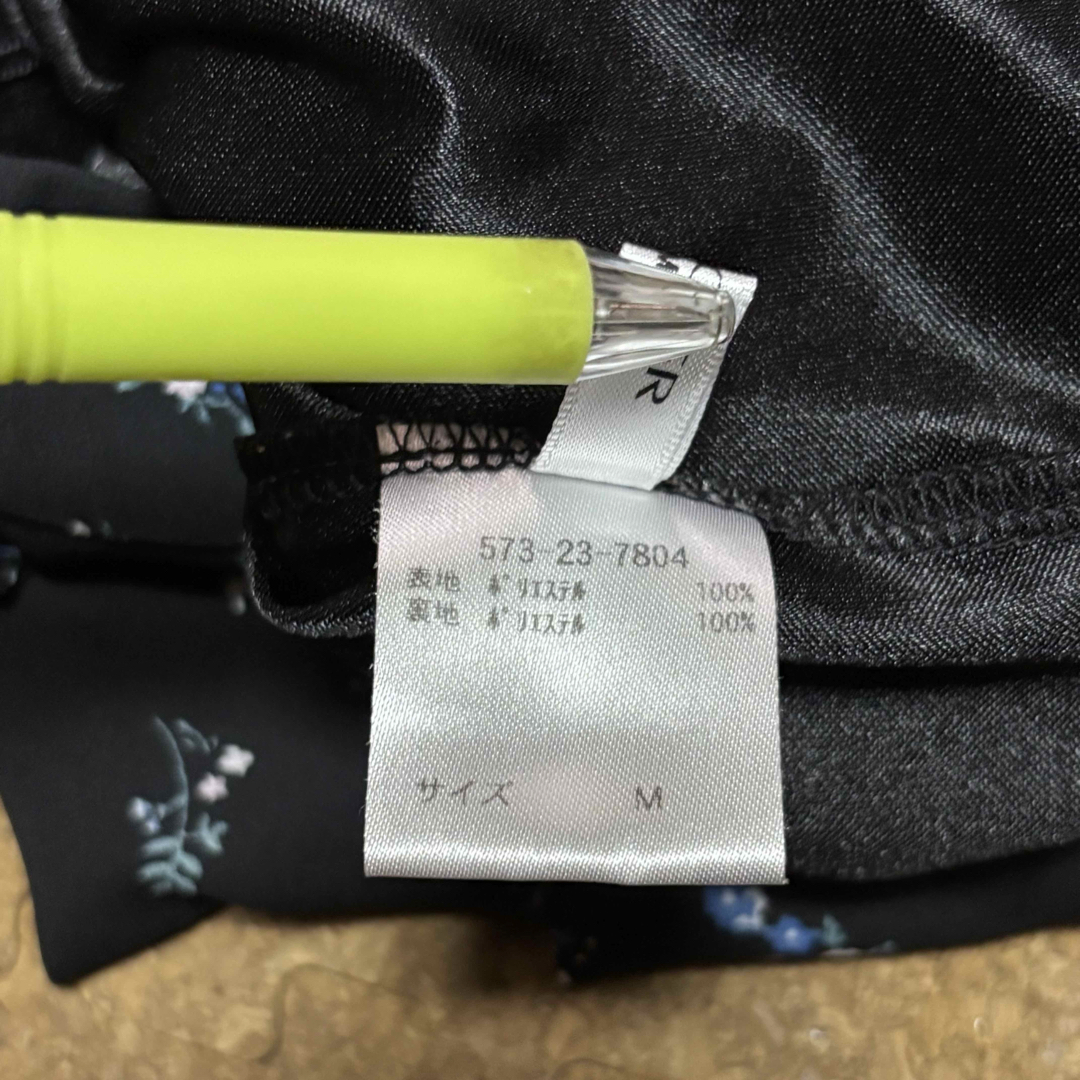 573-23-7804
表地 ポリエステル 100%
裏地 ポリエステル 100%
サイズ M